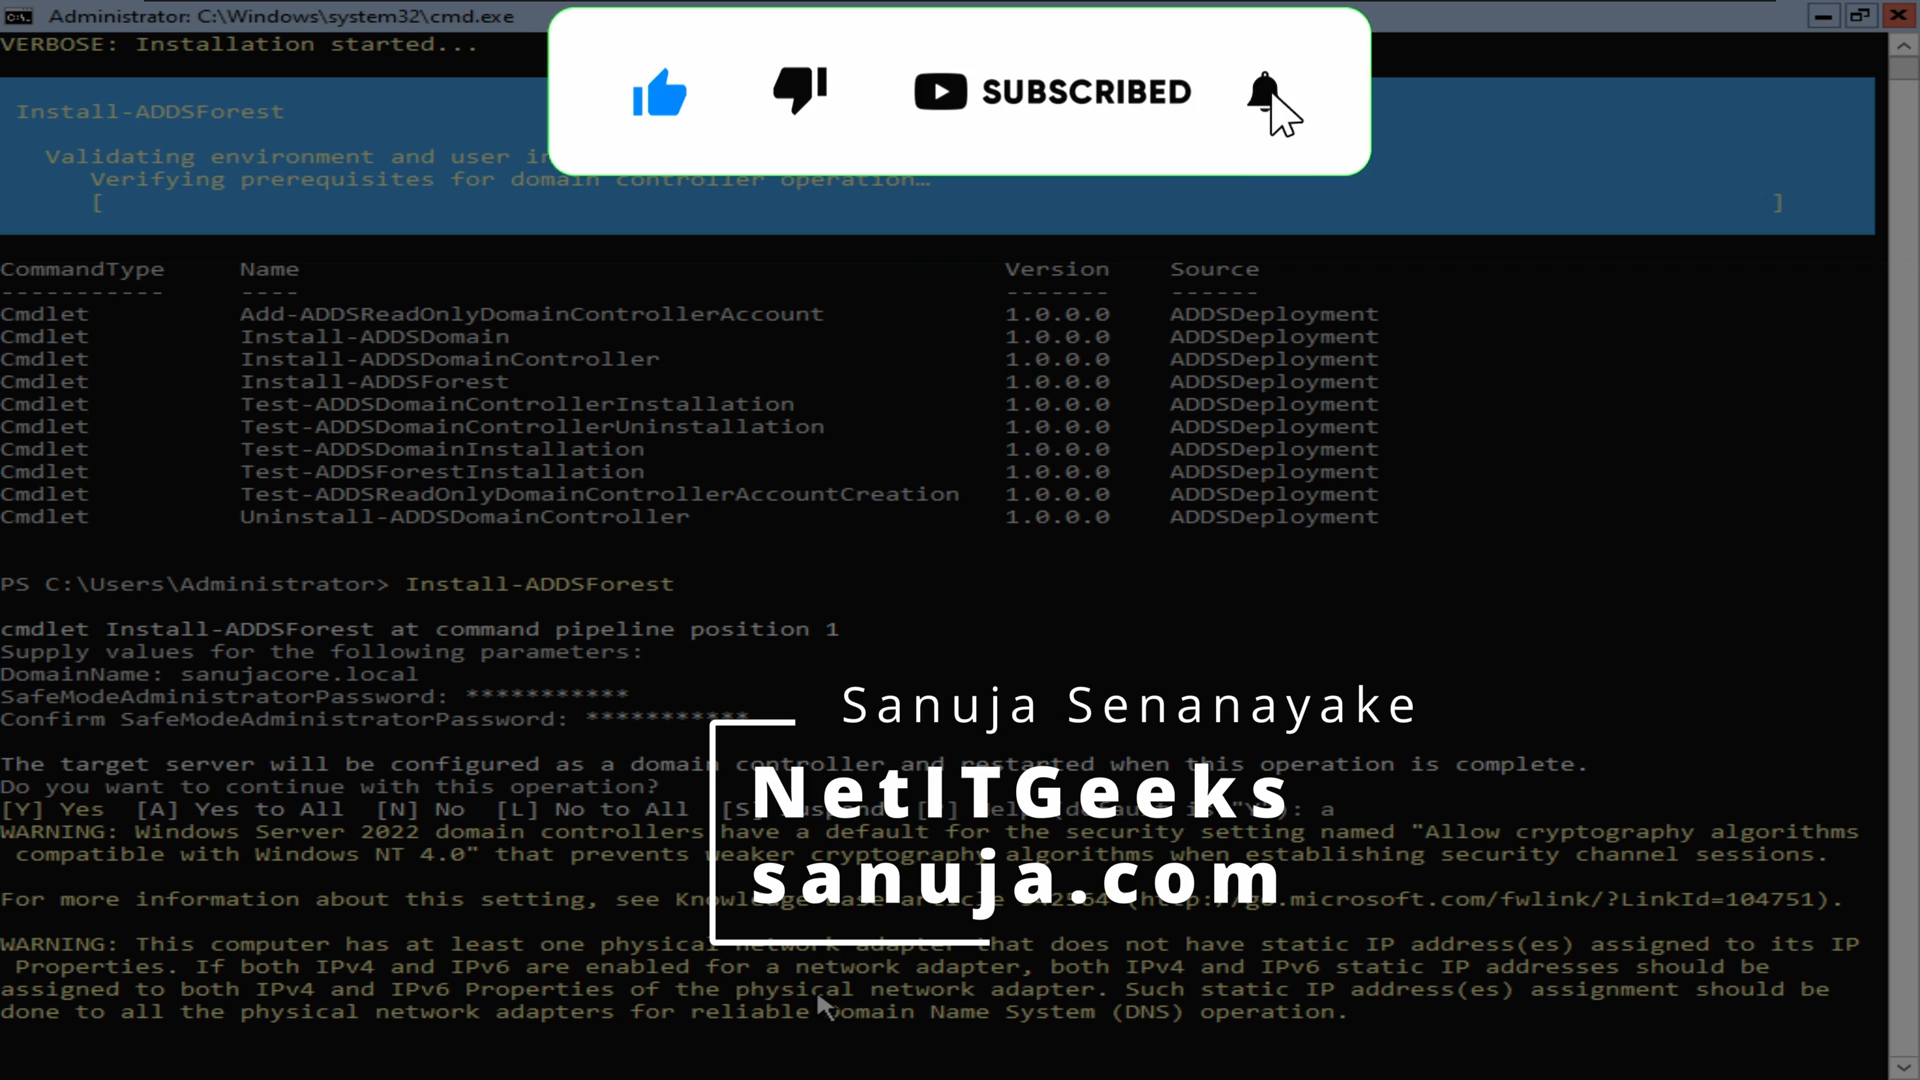 Administrator: C:\Windows\system32\cmd.exe
VERBOSE: Installation started...
SUBSCRIBED
Install-ADDSForest
Validating environment and user
Verifying prerequisites for domain controller operation…
[ ]
CommandType Name Version Source
----------- ---- ------- ------
Cmdlet Add-ADDSReadOnlyDomainControllerAccount 1.0.0.0 ADDSDeployment
Cmdlet Install-ADDSDomain 1.0.0.0 ADDSDeployment
Cmdlet Install-ADDSDomainController 1.0.0.0 ADDSDeployment
Cmdlet Install-ADDSForest 1.0.0.0 ADDSDeployment
Cmdlet Test-ADDSDomainControllerInstallation 1.0.0.0 ADDSDeployment
Cmdlet Test-ADDSDomainControllerUninstallation 1.0.0.0 ADDSDeployment
Cmdlet Test-ADDSDomainInstallation 1.0.0.0 ADDSDeployment
Cmdlet Test-ADDSForestInstallation 1.0.0.0 ADDSDeployment
Cmdlet Test-ADDSReadOnlyDomainControllerAccountCreation 1.0.0.0 ADDSDeployment
Cmdlet Uninstall-ADDSDomainController 1.0.0.0 ADDSDeployment
PS C:\Users\Administrator> Install-ADDSForest
cmdlet Install-ADDSForest at command pipeline position 1
Supply values for the following parameters:
DomainName: sanujacore.local
SafeModeAdministratorPassword: ***********
Confirm SafeModeAdministratorPassword: ***********
Sanuja Senanayake
NetITGeeks
sanuja.com
The target server will be configured as a domain controller and restarted when this operation is complete.
Do you want to continue with this operation?
[Y] Yes [A] Yes to All [N] No [L] No to All [S] : a
WARNING: Windows Server 2022 domain controllers have a default for the security setting named "Allow cryptography algorithms
compatible with Windows NT 4.0" that prevents weaker cryptography algorithms when establishing security channel sessions.
For more information about this setting, see .microsoft.com/fwlink/?LinkId=104751).
WARNING: This computer has at least one physical network adapter that does not have static IP address(es) assigned to its IP
Properties. If both IPv4 and IPv6 are enabled for a network adapter, both IPv4 and IPv6 static IP addresses should be
assigned to both IPv4 and IPv6 Properties of the physical network adapter. Such static IP address(es) assignment should be
done to all the physical network adapters for reliable Domain Name System (DNS) operation.